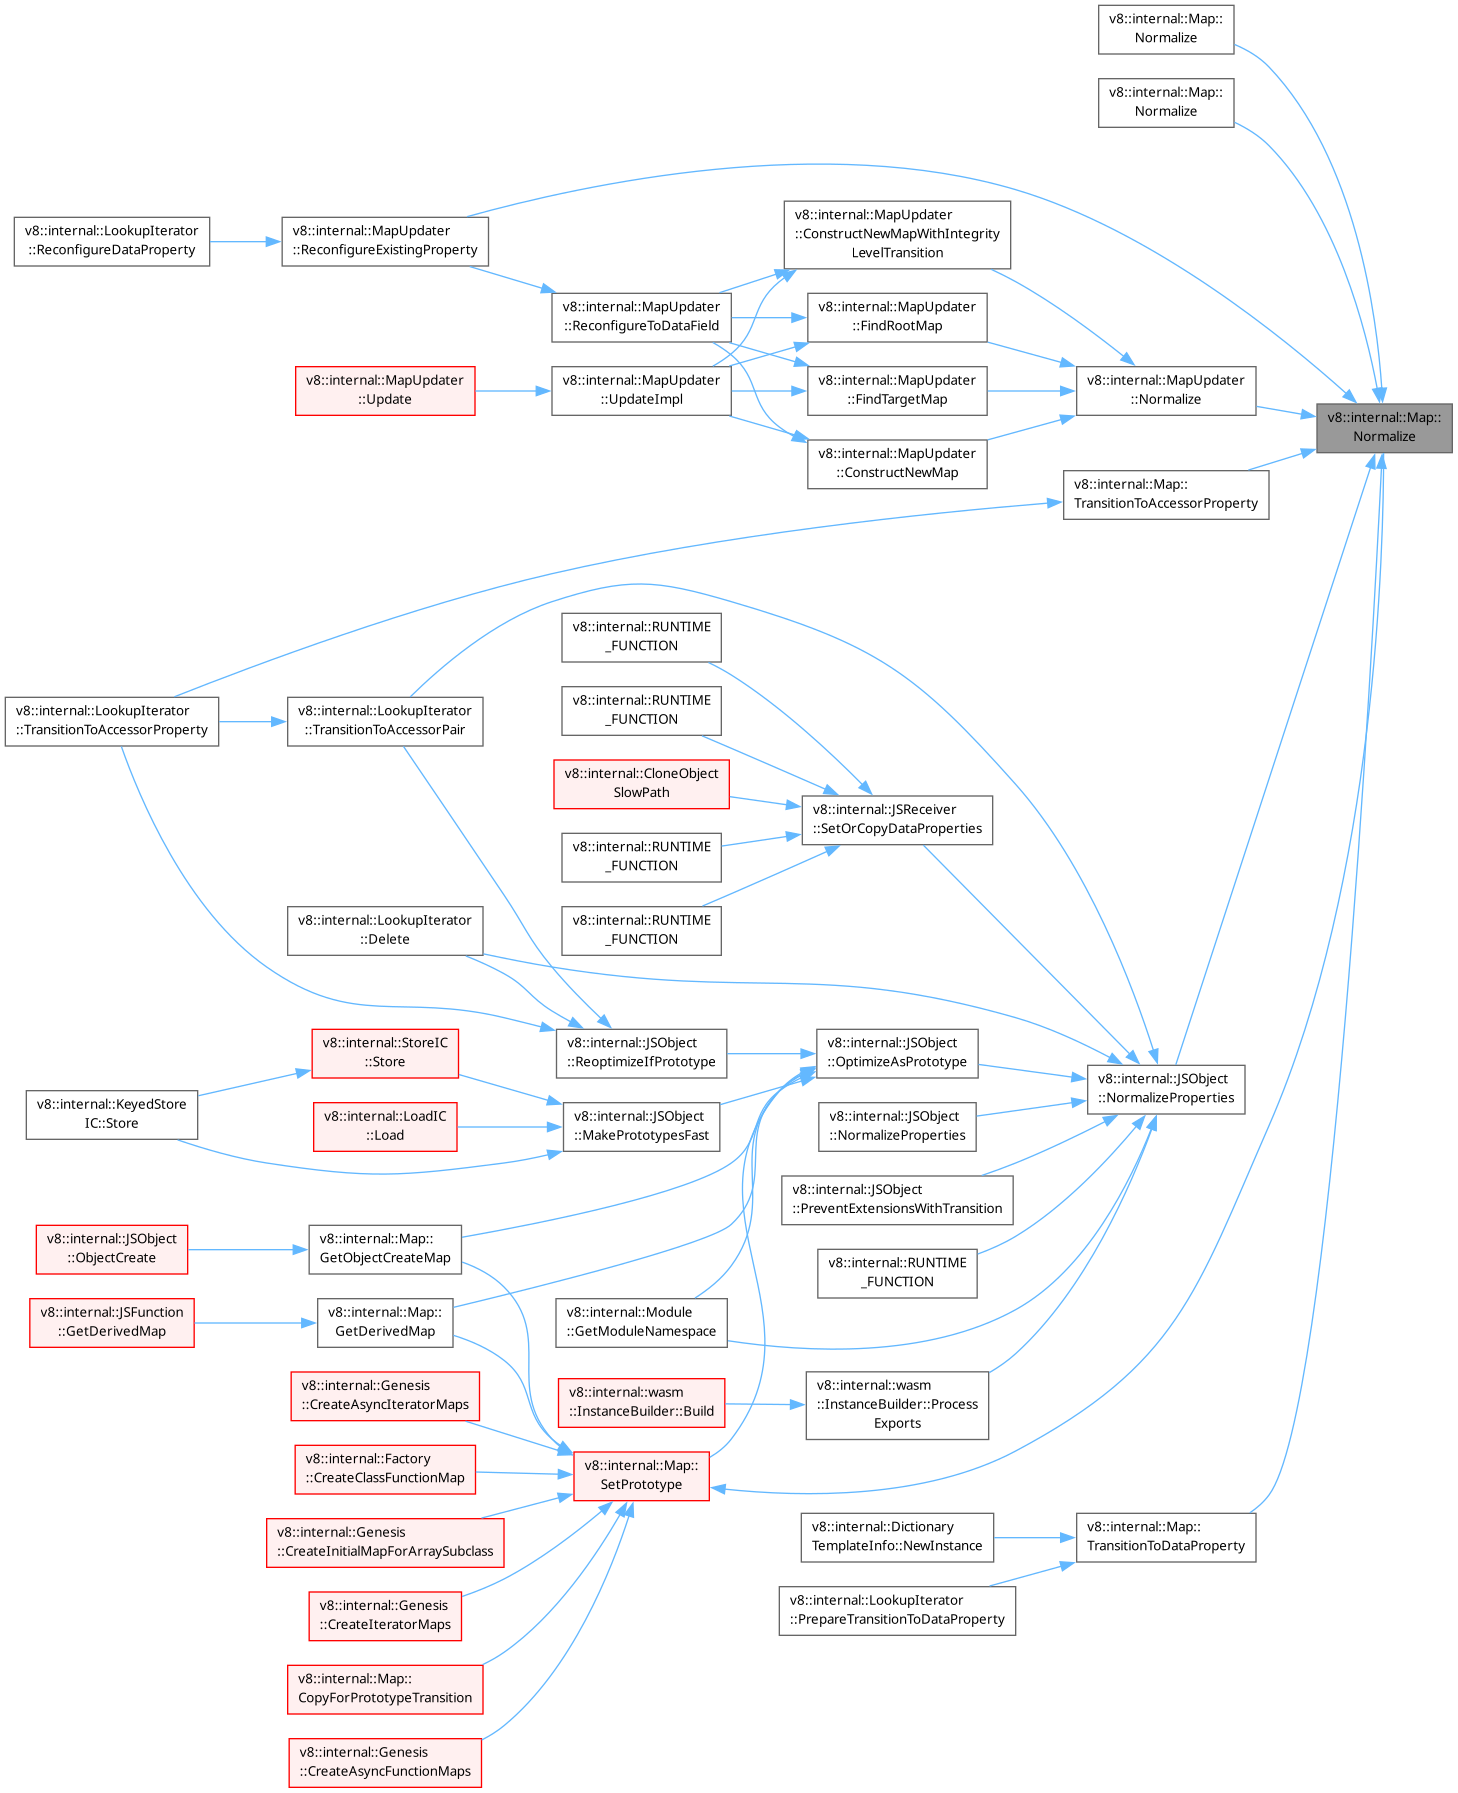 v8::internal::Map::
Normalize
v8::internal::Map::
Normalize
v8::internal::LookupIterator
::ReconfigureDataProperty
v8::internal::MapUpdater
::ReconfigureExistingProperty
v8::internal::MapUpdater
::ConstructNewMapWithIntegrity
LevelTransition
v8::internal::MapUpdater
::ReconfigureToDataField
v8::internal::MapUpdater
::FindRootMap
v8::internal::MapUpdater
::Update
v8::internal::MapUpdater
::UpdateImpl
v8::internal::MapUpdater
::FindTargetMap
v8::internal::MapUpdater
::Normalize
v8::internal::Map::
Normalize
v8::internal::MapUpdater
::ConstructNewMap
v8::internal::Map::
TransitionToAccessorProperty
v8::internal::RUNTIME
_FUNCTION
v8::internal::LookupIterator
::TransitionToAccessorProperty
v8::internal::LookupIterator
::TransitionToAccessorPair
v8::internal::RUNTIME
_FUNCTION
v8::internal::CloneObject
SlowPath
v8::internal::JSReceiver
::SetOrCopyDataProperties
v8::internal::RUNTIME
_FUNCTION
v8::internal::LookupIterator
::Delete
v8::internal::RUNTIME
_FUNCTION
v8::internal::StoreIC
::Store
v8::internal::JSObject
::ReoptimizeIfPrototype
v8::internal::JSObject
::OptimizeAsPrototype
v8::internal::JSObject
::NormalizeProperties
v8::internal::KeyedStore
IC::Store
v8::internal::LoadIC
::Load
v8::internal::JSObject
::MakePrototypesFast
v8::internal::JSObject
::NormalizeProperties
v8::internal::JSObject
::PreventExtensionsWithTransition
v8::internal::JSObject
::ObjectCreate
v8::internal::Map::
GetObjectCreateMap
v8::internal::RUNTIME
_FUNCTION
v8::internal::JSFunction
::GetDerivedMap
v8::internal::Map::
GetDerivedMap
v8::internal::Module
::GetModuleNamespace
v8::internal::Genesis
::CreateAsyncIteratorMaps
v8::internal::wasm
::InstanceBuilder::Build
v8::internal::wasm
::InstanceBuilder::Process
Exports
v8::internal::Factory
::CreateClassFunctionMap
v8::internal::Map::
SetPrototype
v8::internal::Genesis
::CreateInitialMapForArraySubclass
v8::internal::Dictionary
TemplateInfo::NewInstance
v8::internal::Map::
TransitionToDataProperty
v8::internal::Genesis
::CreateIteratorMaps
v8::internal::LookupIterator
::PrepareTransitionToDataProperty
v8::internal::Map::
CopyForPrototypeTransition
v8::internal::Genesis
::CreateAsyncFunctionMaps